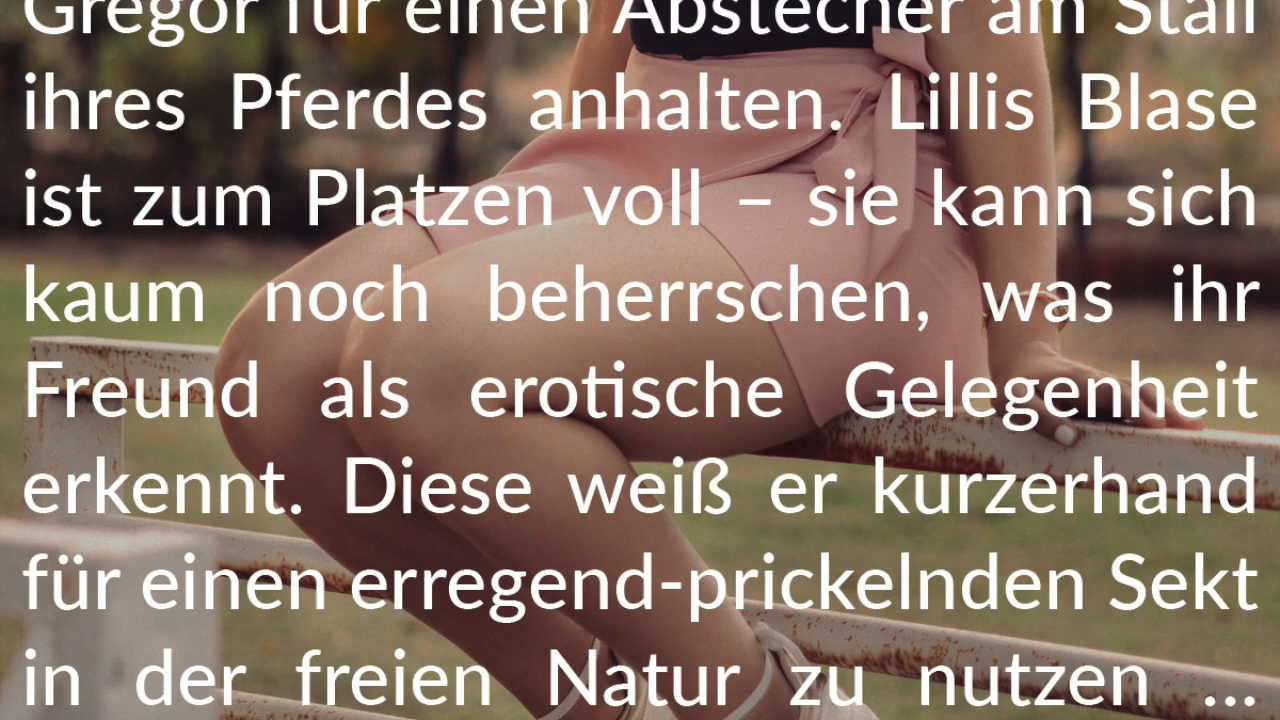 Gregor für einen Abstecher am Stall
ihres Pferdes anhalten. Lillis Blase
ist zum Platzen voll – sie kann sich
kaum noch beherrschen, was ihr
Freund als erotische Gelegenheit
erkennt. Diese weiß er kurzerhand
für einen erregend-prickelnden Sekt
in der freien Natur zu nutzen ...